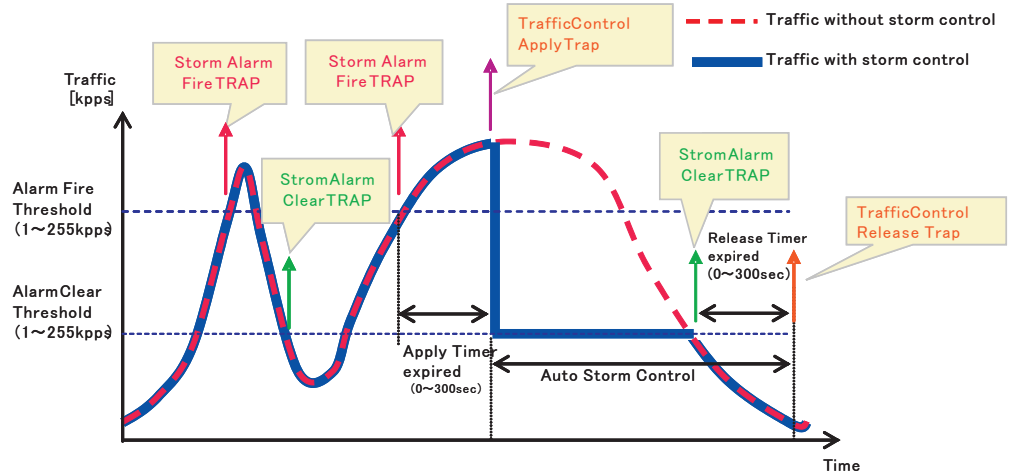 TrafficControl
ApplyTrap
Traffic without storm control
Traffic with storm control
Storm Alarm
FireTRAP
Storm Alarm
FireTRAP
Traffic
[kpps]
StromAlarm
ClearTRAP
StromAlarm
ClearTRAP
Alarm Fire
Threshold
(1～255kpps)
TrafficControl
Release Trap
Release Timer
expired
(0～300sec)
AlarmClear
Threshold
(1～255kpps)
Apply Timer
expired
(0～300sec)
Auto Storm Control
Time